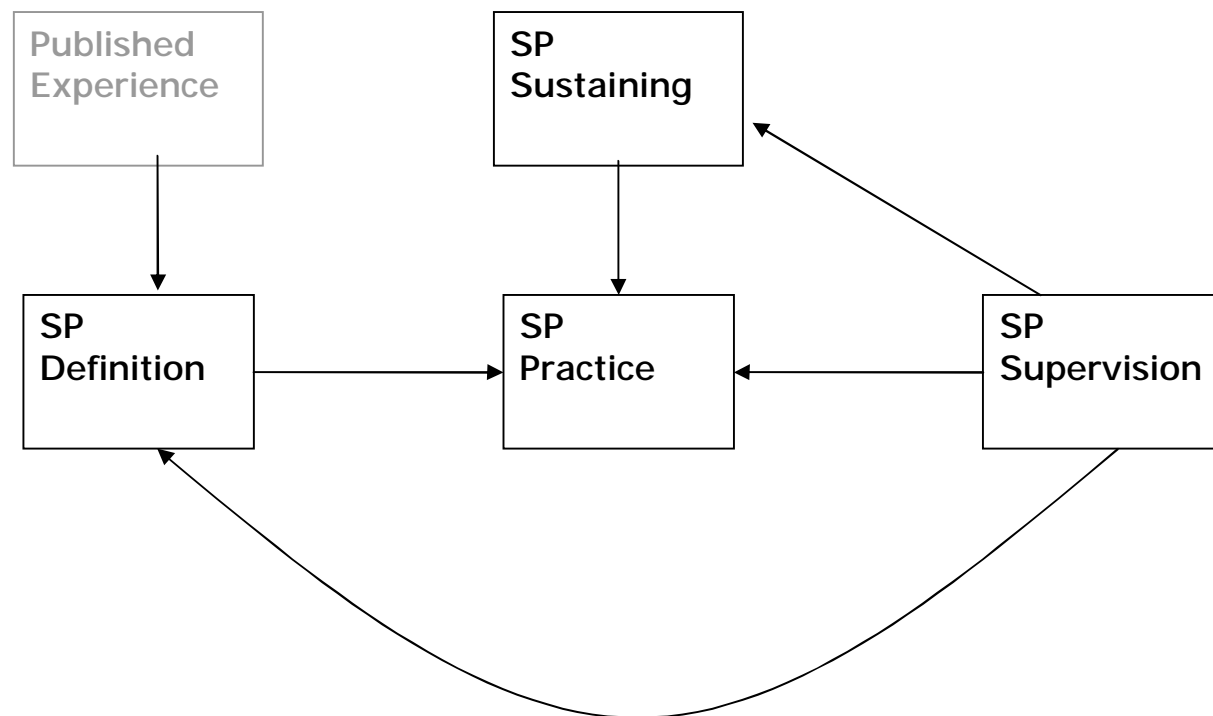 Published
Experience
SP
Sustaining
SP
Definition
SP
Practice
SP
Supervision